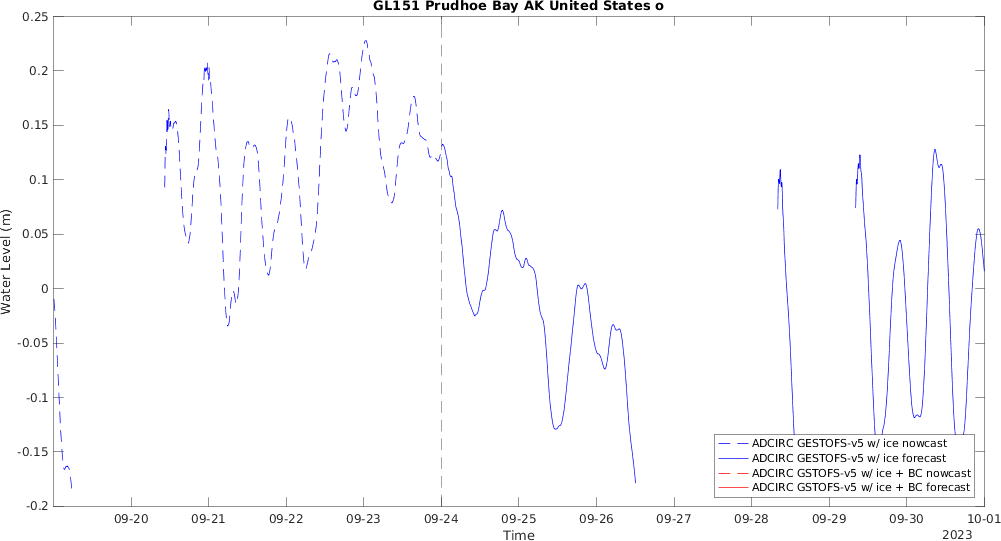 GL151 Prudhoe Bay AK United States o
0.25
0.2
0.15
0.1
0.05
0
-0.05
-0.1
-0.15
-0.2
Water Level (m)
09-20 09-21 09-22 09-23 09-24 09-25 09-26 09-27 09-28 09-29 09-30 10-01
2023
Time
ADCIRC GESTOFS-v5 w/ ice nowcast
ADCIRC GESTOFS-v5 w/ ice forecast
ADCIRC GSTOFS-v5 w/ ice + BC nowcast
ADCIRC GSTOFS-v5 w/ ice + BC forecast